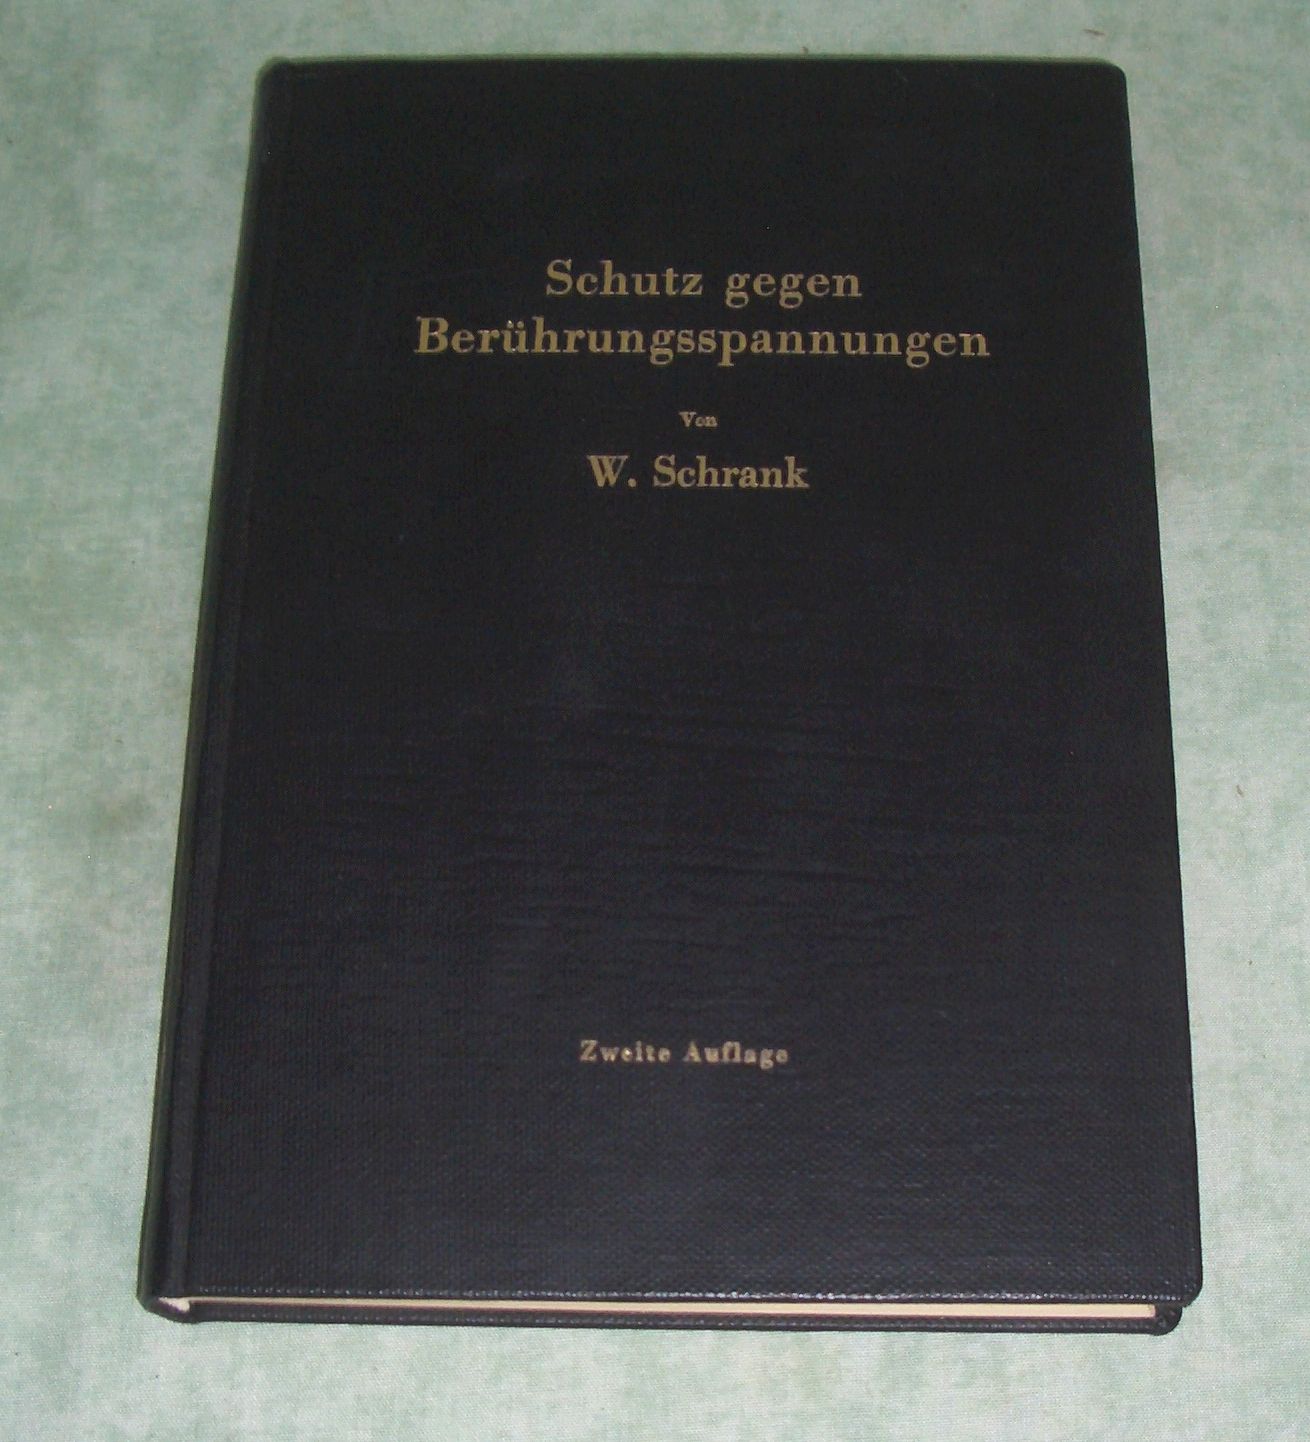 Schutz gegen
Berührungsspannungen
Von
W. Schrank
Zweite Auflage